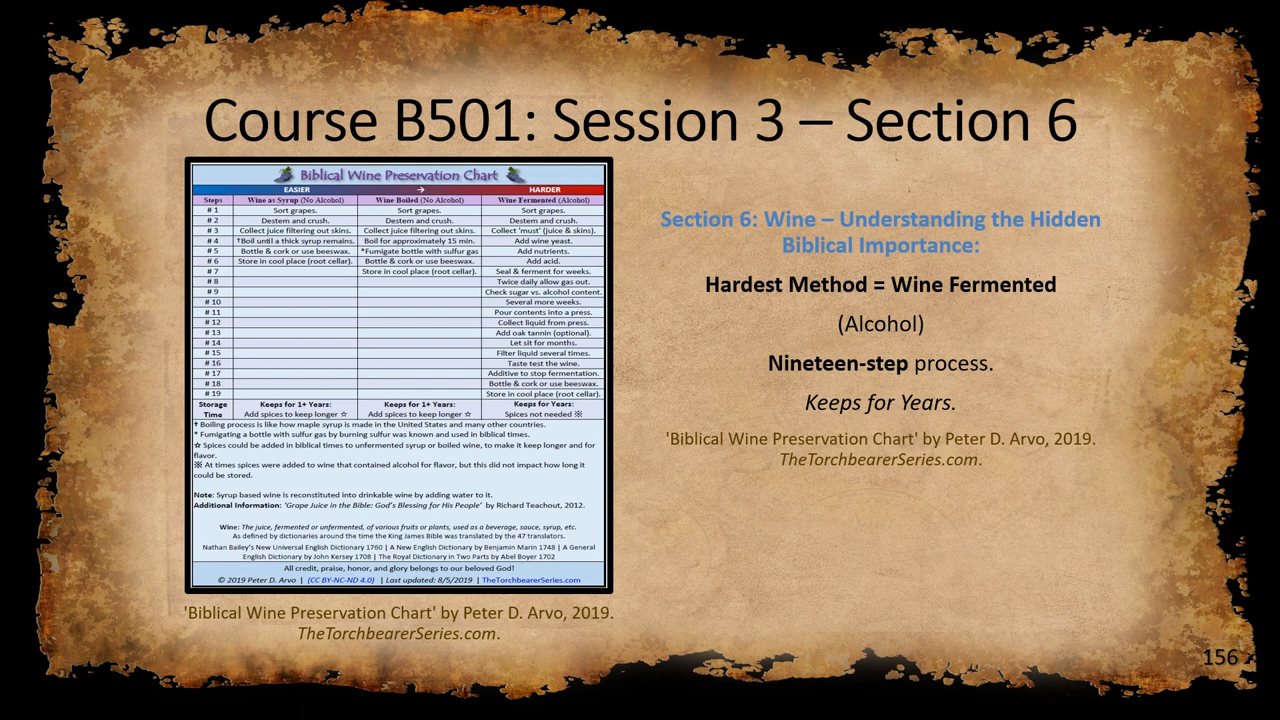 Course B501: Session 3 – Section 6
Biblical Wine Preservation Chart
EASIER → HARDER
Steps Wine as Syrup (No Alcohol) Wine Boiled (No Alcohol) Wine Fermented (Alcohol)
# 1 Sort grapes. Sort grapes. Sort grapes.
# 2 Destem and crush. Destem and crush. Destem and crush.
# 3 Collect juice filtering out skins. Collect juice filtering out skins. Collect 'must' (juice & skins).
# 4 †Boil until a thick syrup remains. Boil for approximately 15 min. Add wine yeast.
# 5 Bottle & cork or use beeswax. *Fumigate bottle with sulfur gas Add nutrients.
# 6 Store in cool place (root cellar). Bottle & cork or use beeswax. Add acid.
# 7 Store in cool place (root cellar). Seal & ferment for weeks.
# 8 Twice daily allow gas out.
# 9 Check sugar vs. alcohol content.
# 10 Several more weeks.
# 11 Pour contents into a press.
# 12 Collect liquid from press.
# 13 Add oak tannin (optional).
# 14 Let sit for months.
# 15 Filter liquid several times.
# 16 Taste test the wine.
# 17 Additive to stop fermentation.
# 18 Bottle & cork or use beeswax.
# 19 Store in cool place (root cellar).
Storage Keeps for 1+ Years: Keeps for 1+ Years: Keeps for Years:
Time Add spices to keep longer ☆ Add spices to keep longer ☆ Spices not needed ※
† Boiling process is like how maple syrup is made in the United States and many other countries.
* Fumigating a bottle with sulfur gas by burning sulfur was known and used in biblical times.
☆ Spices could be added in biblical times to unfermented syrup or boiled wine, to make it keep longer and for
flavor.
※ At times spices were added to wine that contained alcohol for flavor, but this did not impact how long it
could be stored.
Note: Syrup based wine is reconstituted into drinkable wine by adding water to it.
Additional Information: 'Grape Juice in the Bible: God's Blessing for His People' by Richard Teachout, 2012.
Wine: The juice, fermented or unfermented, of various fruits or plants, used as a beverage, sauce, syrup, etc.
As defined by dictionaries around the time the King James Bible was translated by the 47 translators.
Nathan Bailey's New Universal English Dictionary 1760 | A New English Dictionary by Benjamin Marin 1748 | A General
English Dictionary by John Kersey 1708 | The Royal Dictionary in Two Parts by Abel Boyer 1702
All credit, praise, honor, and glory belongs to our beloved God!
© 2019 Peter D. Arvo | (CC BY-NC-ND 4.0) | Last updated: 8/5/2019 | TheTorchbearerSeries.com
'Biblical Wine Preservation Chart' by Peter D. Arvo, 2019.
TheTorchbearerSeries.com.
Section 6: Wine – Understanding the Hidden
Biblical Importance:
Hardest Method = Wine Fermented
(Alcohol)
Nineteen-step process.
Keeps for Years.
'Biblical Wine Preservation Chart' by Peter D. Arvo, 2019.
TheTorchbearerSeries.com.
156